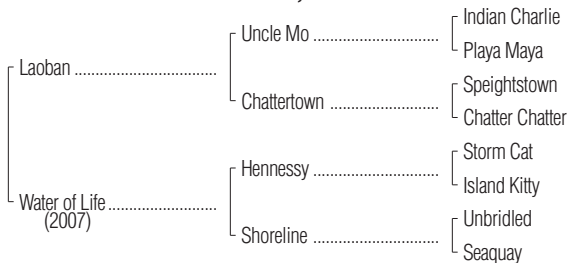 Indian Charlie
Uncle Mo ..............................
Playa Maya
Laoban ..................................
Speightstown
Chattertown ..........................
Chatter Chatter
Storm Cat
Hennessy ..............................
Island Kitty
Water of Life ..........................
(2007)
Unbridled
Shoreline ..............................
Seaquay